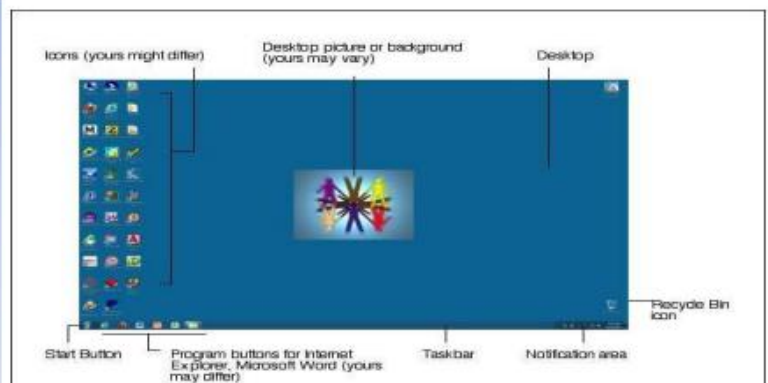 Icons (yours might differ)
Desktop picture or background
(yours may vary)
Desktop
Recycle Bin
icon
Start Button
Program buttons for Internet
Explorer, Microsoft Word (yours
may differ)
Taskbar
Notification area